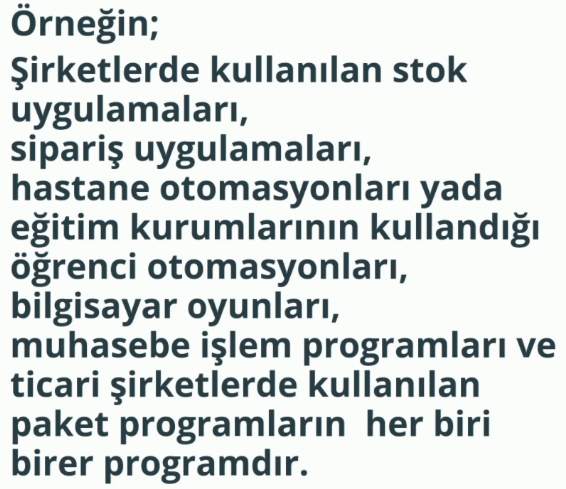 Örneğin;
Şirketlerde kullanılan stok
uygulamaları,
sipariş uygulamaları,
hastane otomasyonları yada
eğitim kurumlarının kullandığı
öğrenci otomasyonları,
bilgisayar oyunları,
muhasebe işlem programları ve
ticari şirketlerde kullanılan
paket programların  her biri
birer programdır.